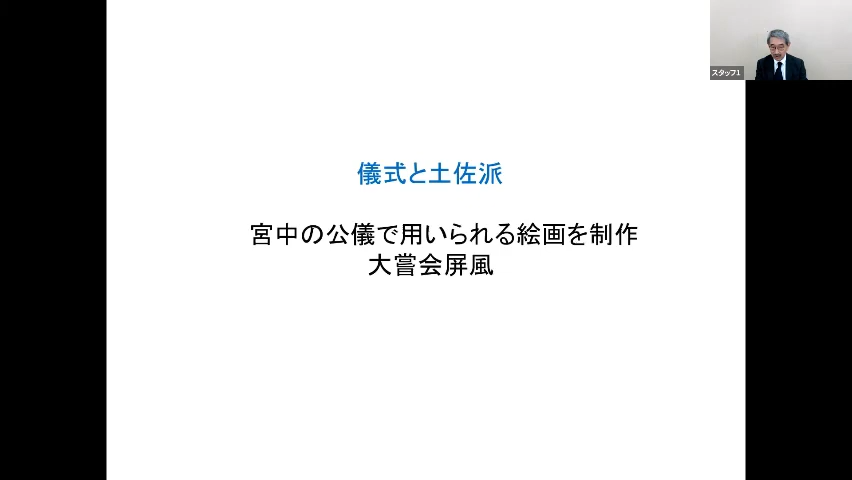 スタッフ1
儀式と土佐派
宮中の公儀で用いられる絵画を制作
大嘗会屏風